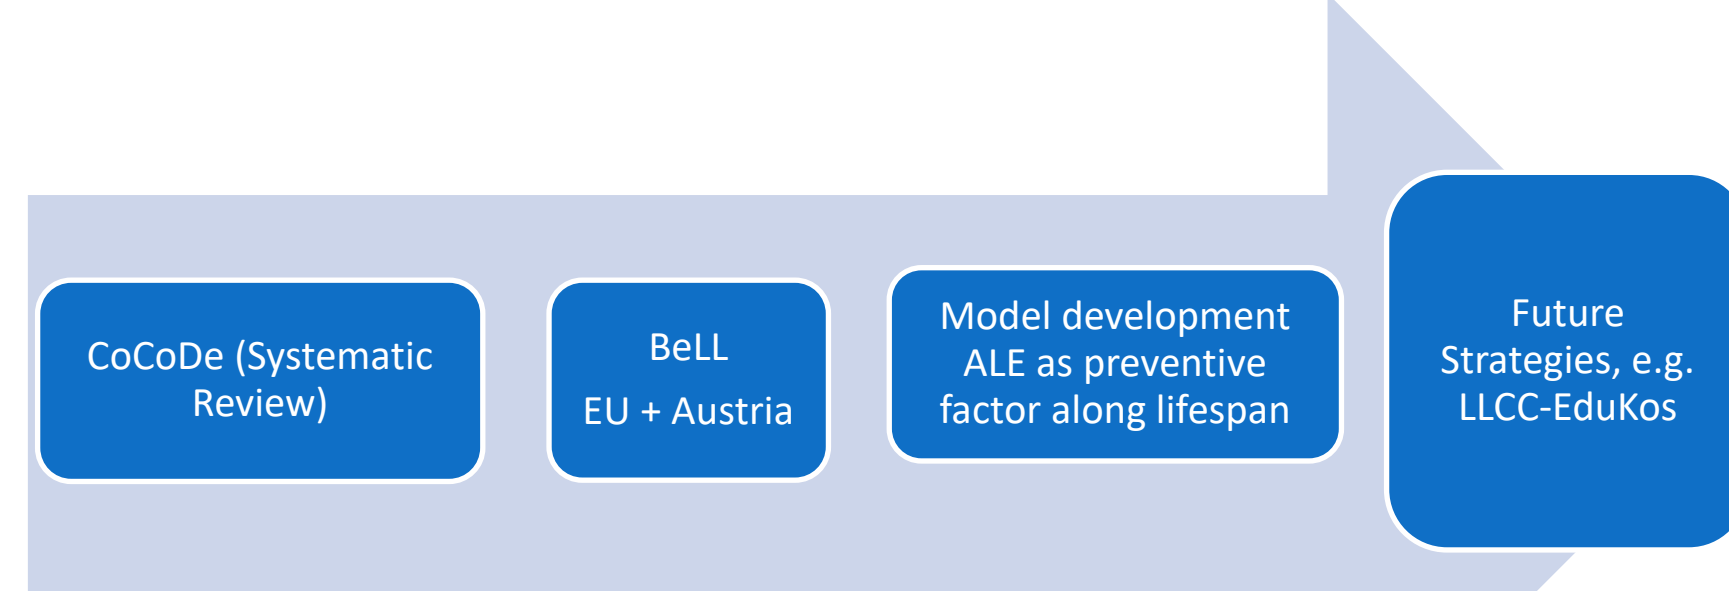 CoCoDe (Systematic
Review)
BeLL
EU + Austria
Model development
ALE as preventive
factor along lifespan
Future
Strategies, e.g.
LLCC-EduKos